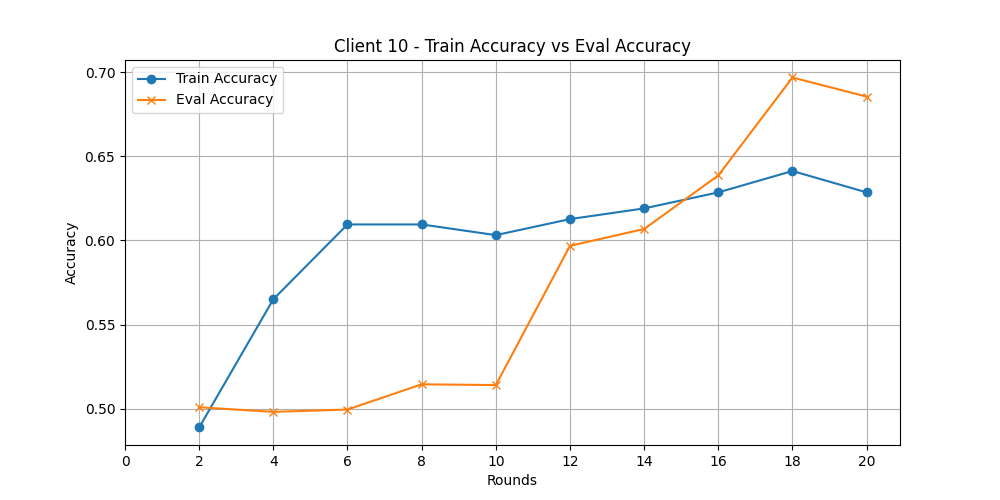 Client 10 - Train Accuracy vs Eval Accuracy
Train Accuracy
Eval Accuracy
Accuracy
0.70
0.65
0.60
0.55
0.50
0 2 4 6 8 10 12 14 16 18 20
Rounds